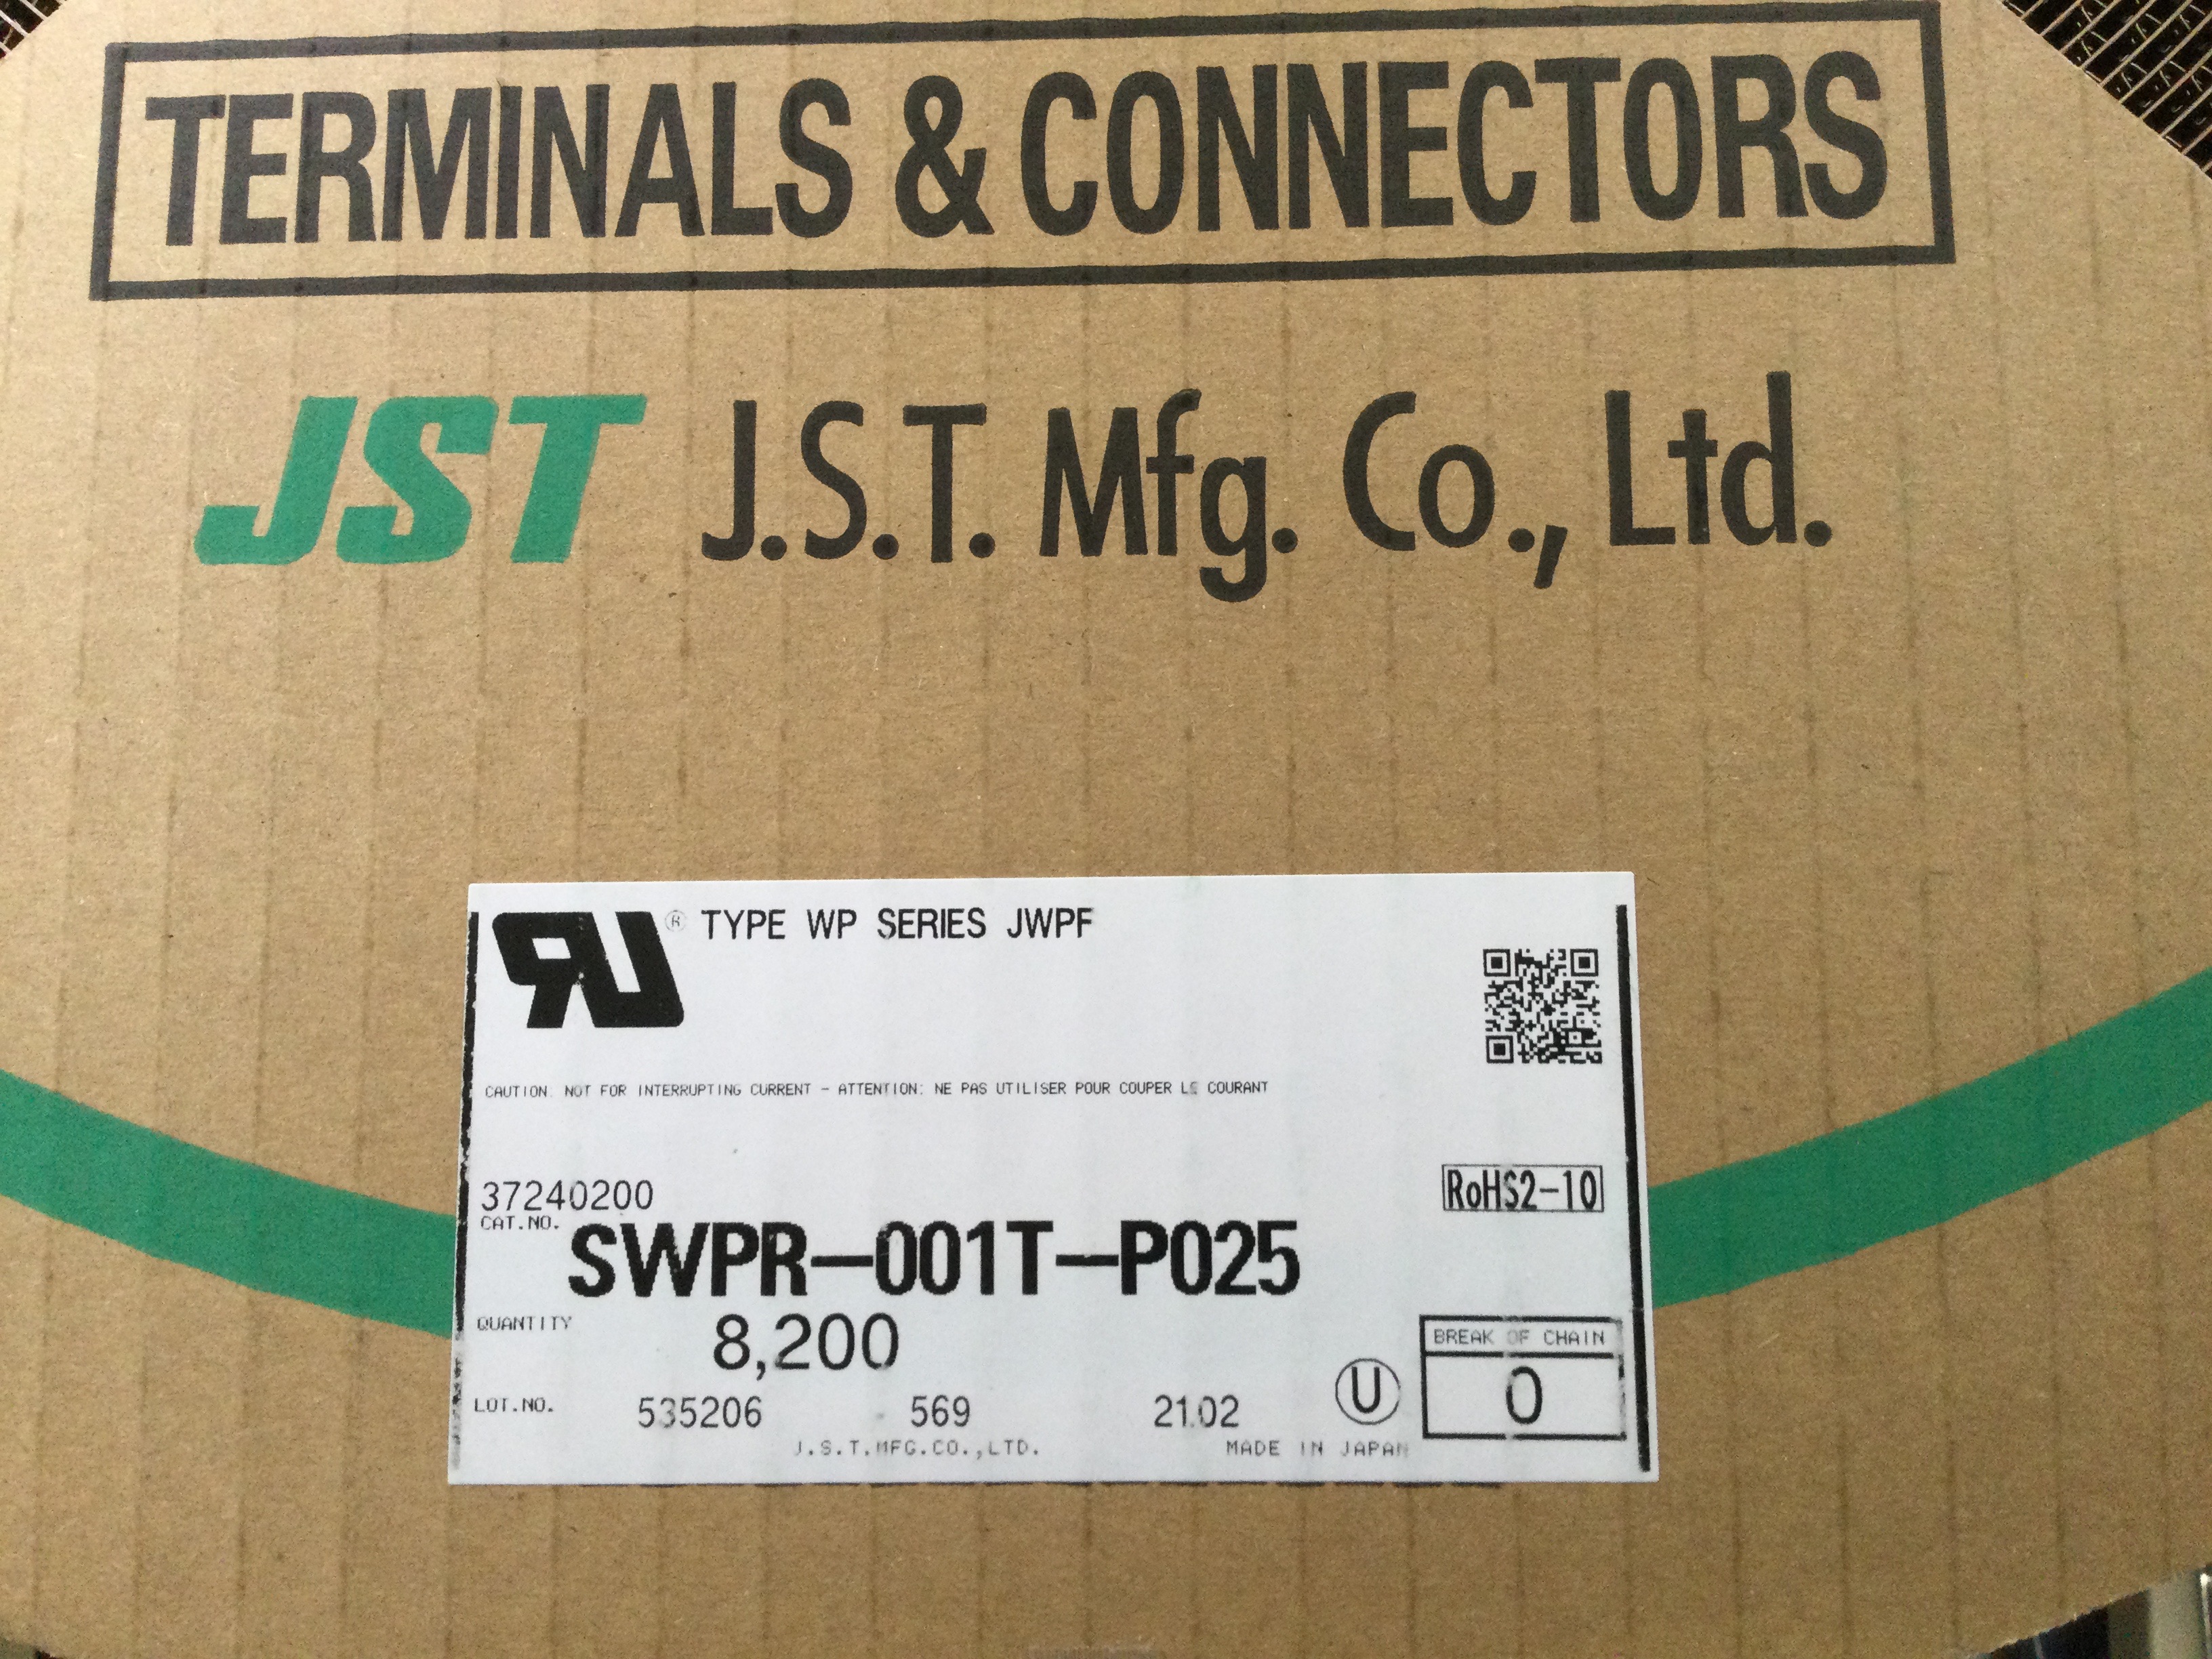 TERMINALS & CONNECTORS
JST J.S.T. Mfg. Co., Ltd.
RU ® TYPE WP SERIES JWPF
CAUTION: NOT FOR INTERRUPTING CURRENT - ATTENTION: NE PAS UTILISER POUR COUPER LE COURANT
37240200
RoHS2-10
CAT.NO.
SWPR-001T-P025
QUANTITY 8,200
BREAK OF CHAIN
LOT.NO. 535206 569 21.02 U 0
J.S.T.MFG.CO.,LTD. MADE IN JAPAN